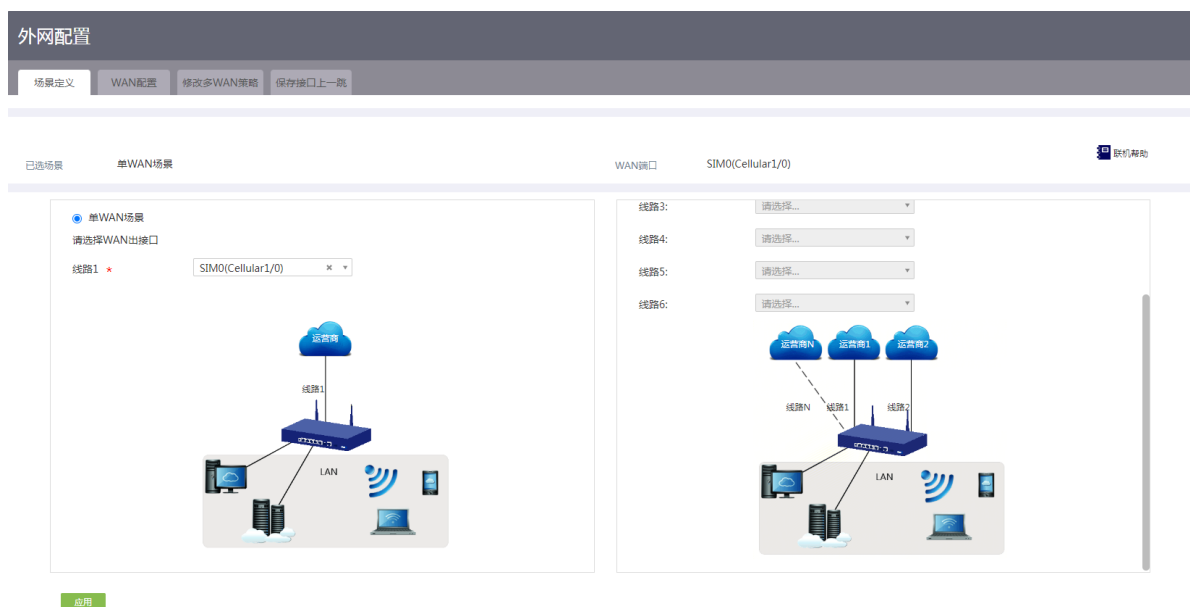 外网配置
场景定义 WAN配置 修改多WAN策略 保存接口上一跳
已选场景 单WAN场景 WAN端口 SIM0(Cellular1/0) 联机帮助
单WAN场景
请选择WAN出接口
线路1 * SIM0(Cellular1/0) × ▼
运营商
线路1
LAN
线路3: 请选择... ▼
线路4: 请选择... ▼
线路5: 请选择... ▼
线路6: 请选择... ▼
运营商N 运营商1 运营商2
线路N 线路1 线路2
LAN
应用